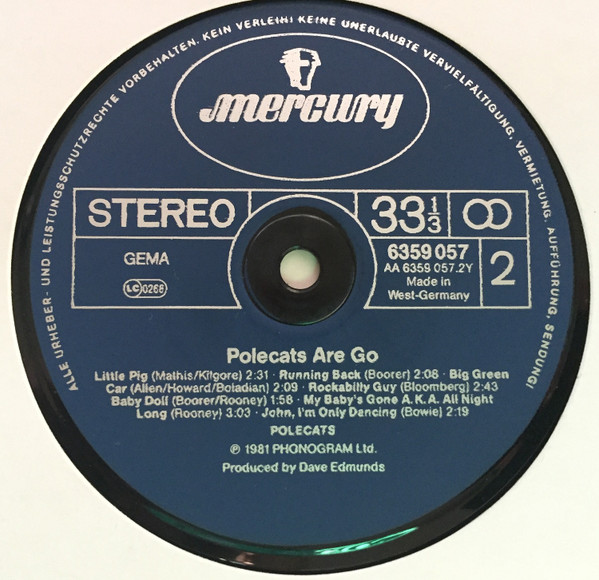 ALLE URHEBER- UND LEISTUNGSSCHUTZRECHTE VORBEHALTEN. KEIN VERLEIH! KEINE UNERLAUBTE VERVIELFÄLTIGUNG, VERMIETUNG, AUFFÜHRUNG, SENDUNG!
mercury
STEREO
33 1/3
GEMA
LC 0268
6359 057
AA 6359 057.2Y
Made in
West-Germany
2
Polecats Are Go
Little Pig (Mathis/Kilgore) 2:31 · Running Back (Boorer) 2:08 · Big Green
Car (Allen/Howard/Boladian) 2:09 · Rockabilly Guy (Bloomberg) 2:43
Baby Doll (Boorer/Rooney) 1:58 · My Baby's Gone A.K.A. All Night
Long (Rooney) 3:03 · John, I'm Only Dancing (Bowie) 2:19
POLECATS
℗ 1981 PHONOGRAM Ltd.
Produced by Dave Edmunds